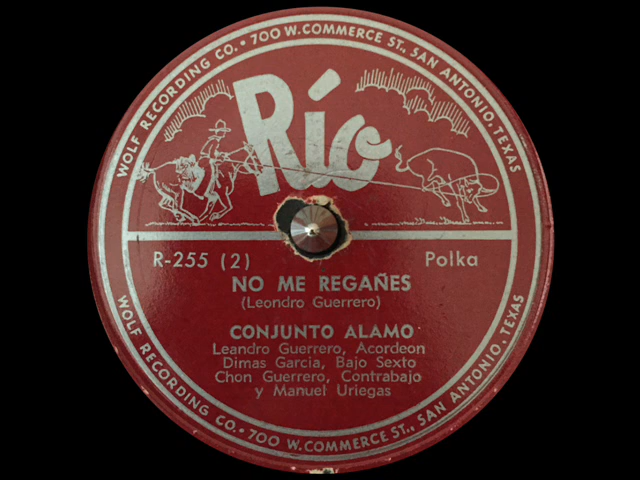 WOLF RECORDING CO. • 700 W. COMMERCE ST., SAN ANTONIO, TEXAS
Río
R-255 (2)
Polka
NO ME REGAÑES
(Leondro Guerrero)
CONJUNTO ALAMO
Leandro Guerrero, Acordeon
Dimas Garcia, Bajo Sexto
Chon Guerrero, Contrabajo
y Manuel Uriegas
WOLF RECORDING CO. • 700 W. COMMERCE ST., SAN ANTONIO, TEXAS